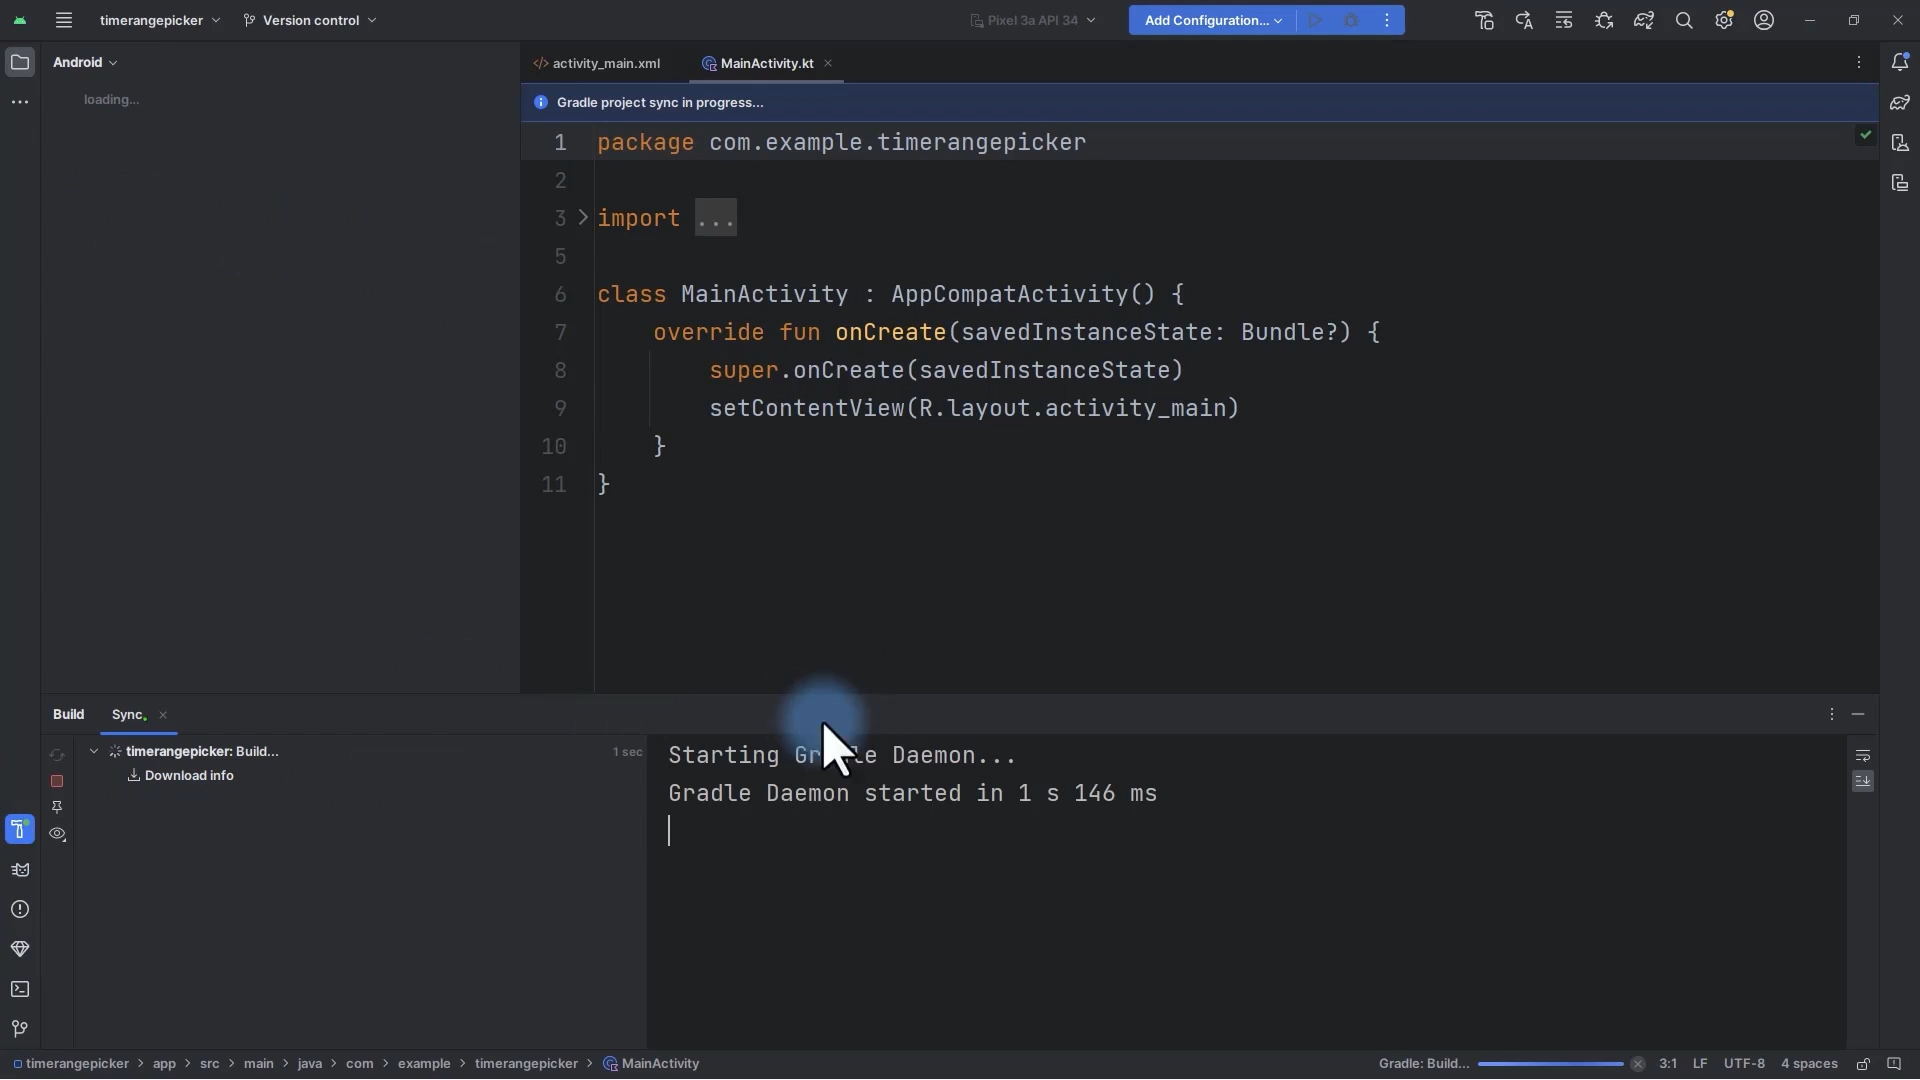 timerangepicker
Version control
Pixel 3a API 34
Add Configuration...
Android
loading...
activity_main.xml
MainActivity.kt
Gradle project sync in progress...
1 package com.example.timerangepicker
2
3 import ...
5
6 class MainActivity : AppCompatActivity() {
7 override fun onCreate(savedInstanceState: Bundle?) {
8 super.onCreate(savedInstanceState)
9 setContentView(R.layout.activity_main)
10 }
11 }
Build
Sync
timerangepicker: Build...
1 sec
Download info
Starting Gradle Daemon...
Gradle Daemon started in 1 s 146 ms
timerangepicker > app > src > main > java > com > example > timerangepicker > MainActivity
Gradle: Build...
3:1
LF
UTF-8
4 spaces